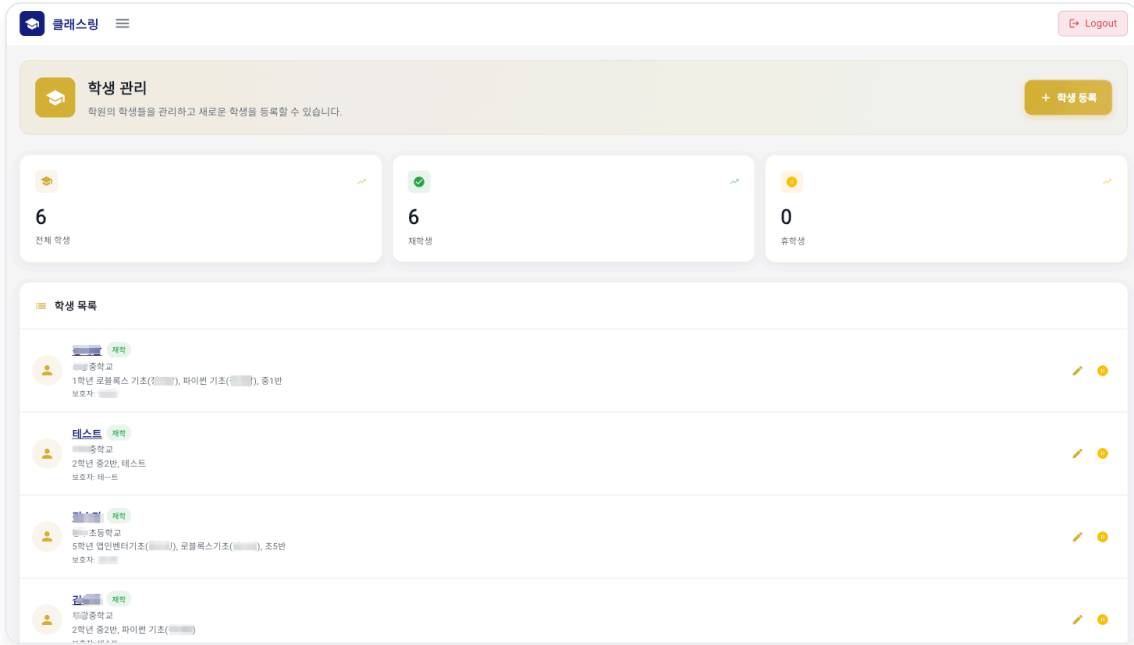 클래스링
Logout
학생 관리
학원의 학생들을 관리하고 새로운 학생을 등록할 수 있습니다.
+ 학생 등록
6
전체 학생
6
재학생
0
휴학생
학생 목록
재학
중학교
1학년 로블록스 기초( ), 파이썬 기초( ), 중1반
보호자:
테스트 재학
중학교
2학년 중2반, 테스트
보호자: 테스트
재학
초등학교
5학년 앱인벤터기초( ), 로블록스기초( ), 초5반
보호자:
김 재학
중학교
2학년 중2반, 파이썬 기초( )